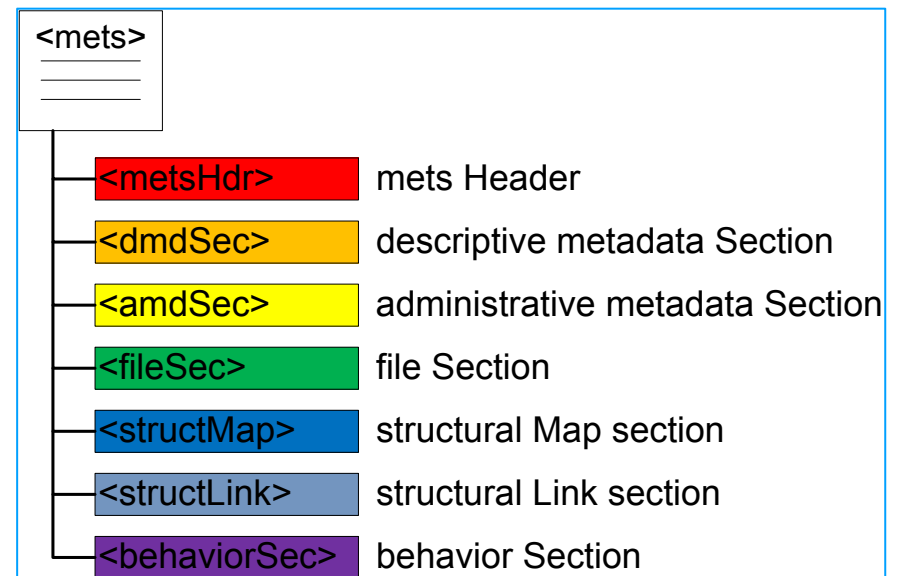 <mets>
<metsHdr> mets Header
<dmdSec> descriptive metadata Section
<amdSec> administrative metadata Section
<fileSec> file Section
<structMap> structural Map section
<structLink> structural Link section
<behaviorSec> behavior Section